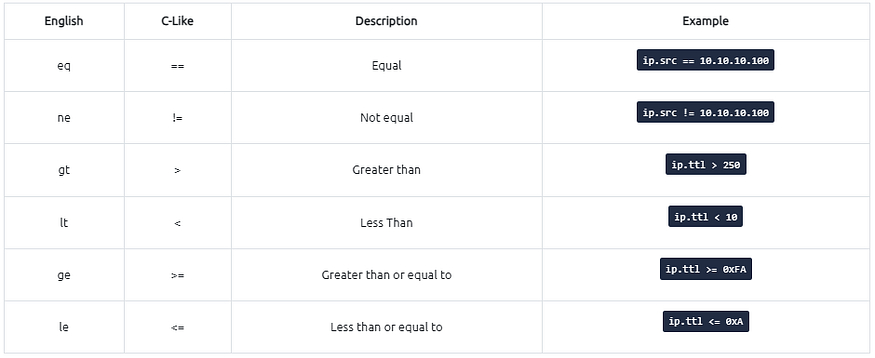 English C-Like Description Example
eq == Equal ip.src == 10.10.10.100
ne != Not equal ip.src != 10.10.10.100
gt > Greater than ip.ttl > 250
lt < Less Than ip.ttl < 10
ge >= Greater than or equal to ip.ttl >= 0xFA
le <= Less than or equal to ip.ttl <= 0xA